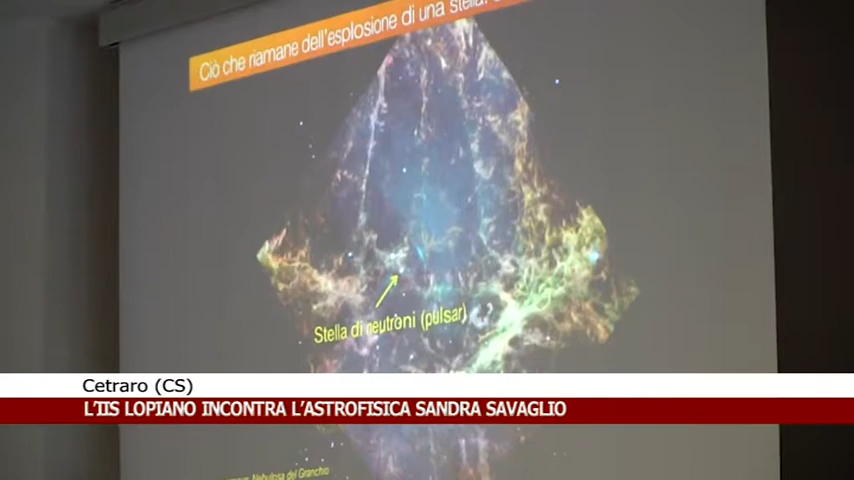 Ciò che riamane dell'esplosione di una stella.
Stella di neutroni (pulsar)
Nebulosa del Granchio
Cetraro (CS)
L'IIS LOPIANO INCONTRA L'ASTROFISICA SANDRA SAVAGLIO